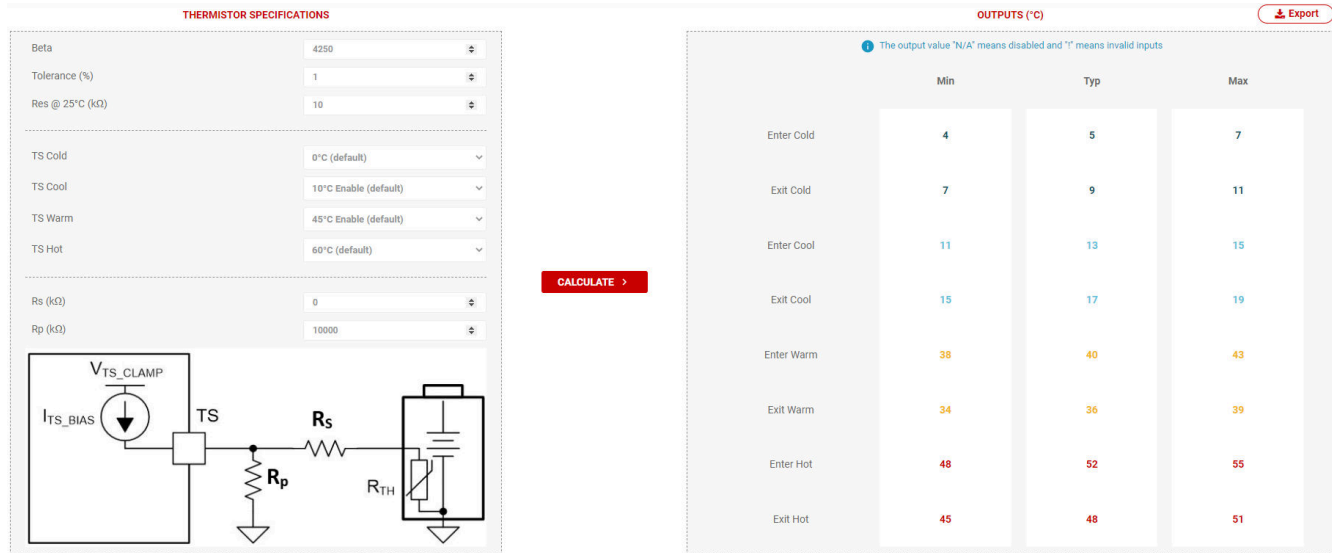 THERMISTOR SPECIFICATIONS
Beta 4250
Tolerance (%) 1
Res @ 25°C (kΩ) 10
TS Cold 0°C (default)
TS Cool 10°C Enable (default)
TS Warm 45°C Enable (default)
TS Hot 60°C (default)
Rs (kΩ) 0
Rp (kΩ) 10000
VTS_CLAMP
ITS_BIAS
TS
RS
Rp
RTH
CALCULATE >
OUTPUTS (°C)
Export
i The output value "N/A" means disabled and "!" means invalid inputs
Min Typ Max
Enter Cold 4 5 7
Exit Cold 7 9 11
Enter Cool 11 13 15
Exit Cool 15 17 19
Enter Warm 38 40 43
Exit Warm 34 36 39
Enter Hot 48 52 55
Exit Hot 45 48 51